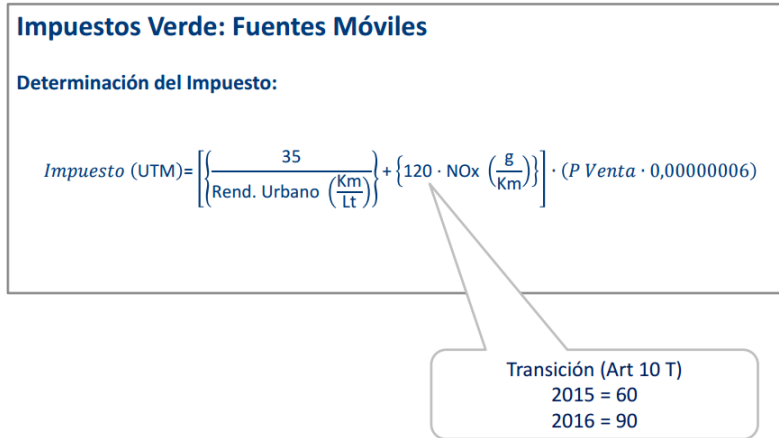 Impuestos Verde: Fuentes Móviles
Determinación del Impuesto:
Impuesto (UTM)= [{35 / Rend. Urbano (Km/Lt)} + {120 · NOx (g/Km)}] · (P Venta · 0,00000006)
Transición (Art 10 T)
2015 = 60
2016 = 90